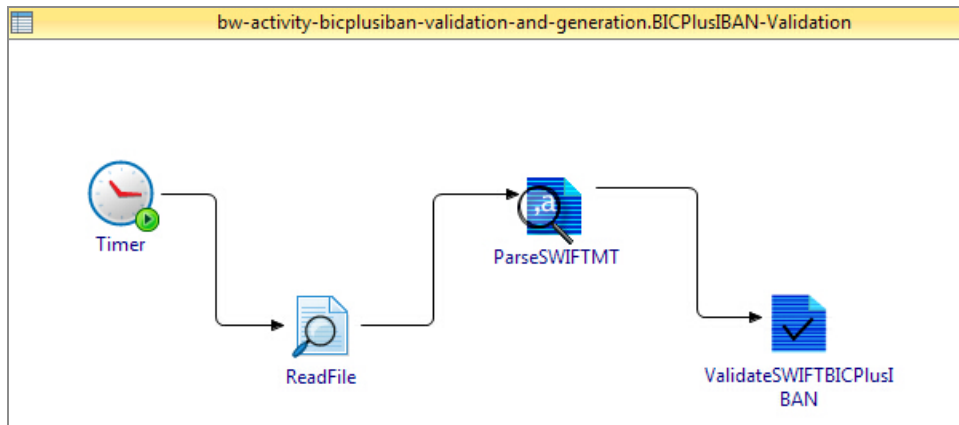 bw-activity-bicplusiban-validation-and-generation.BICPlusIBAN-Validation
Timer
ReadFile
,a
ParseSWIFTMT
ValidateSWIFTBICPlusI
BAN